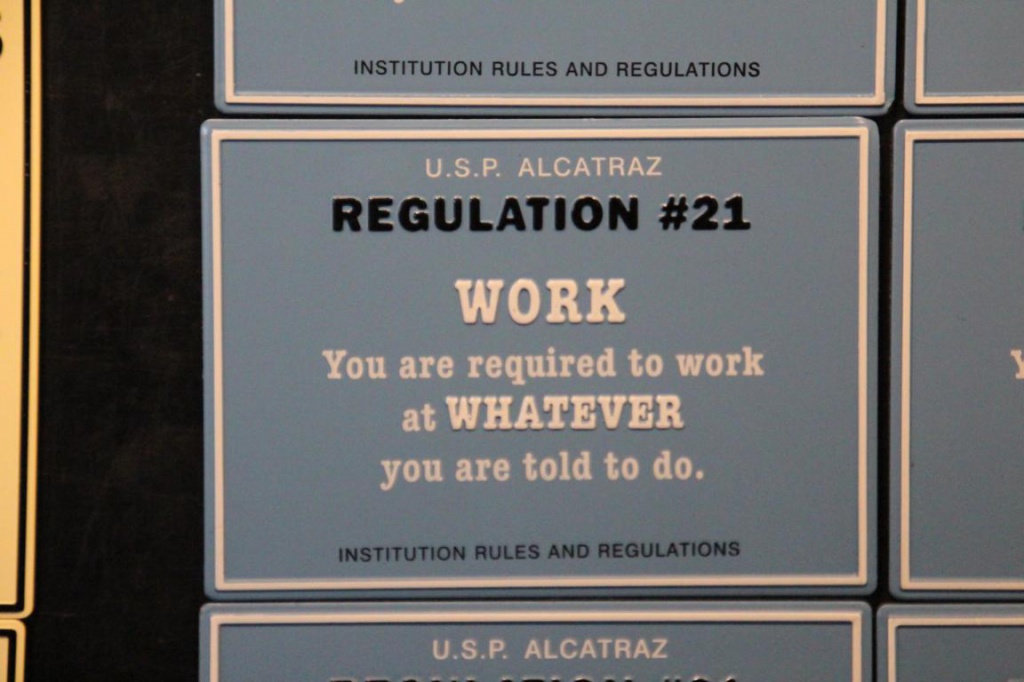 INSTITUTION RULES AND REGULATIONS
U.S.P. ALCATRAZ
REGULATION #21
WORK
You are required to work
at WHATEVER
you are told to do.
INSTITUTION RULES AND REGULATIONS
U.S.P. ALCATRAZ